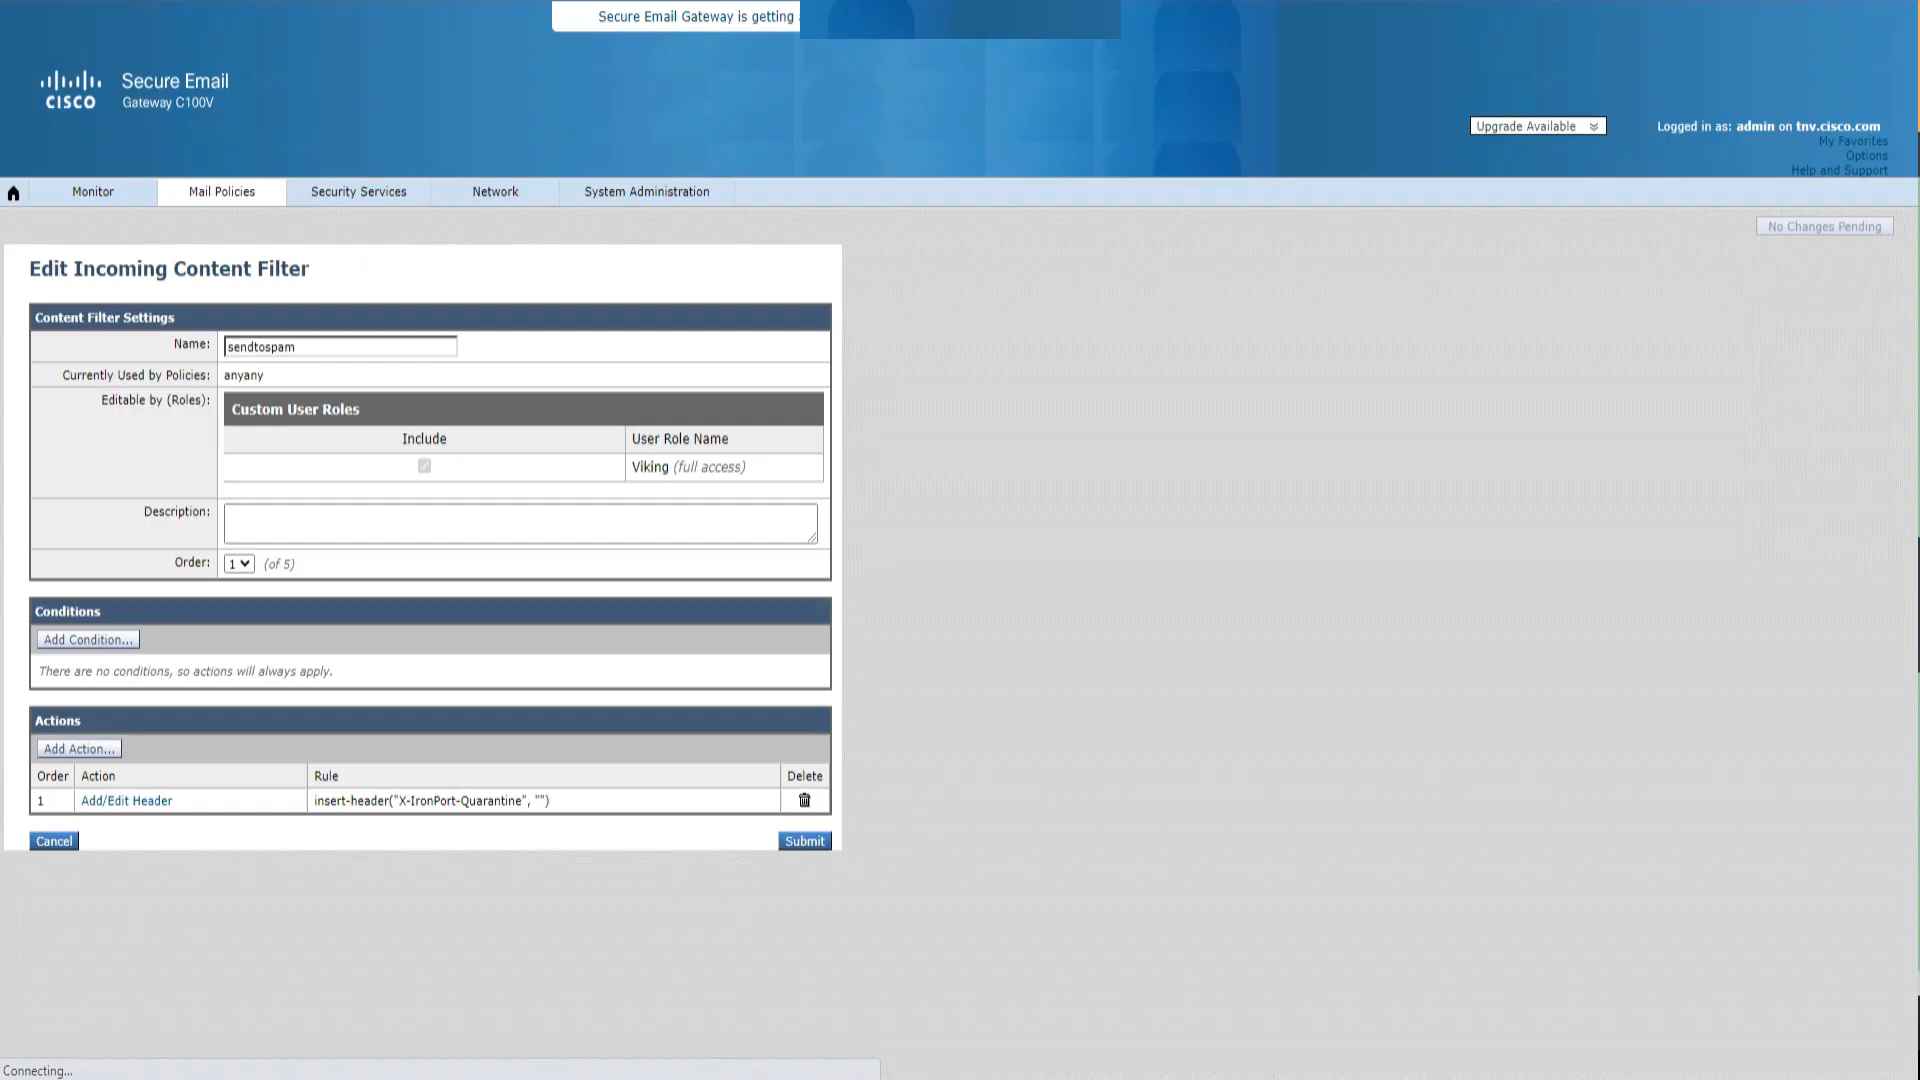 Secure Email Gateway is getting
CISCO
Secure Email
Gateway C100V
Upgrade Available
Logged in as: admin on tnv.cisco.com
My Favorites
Options
Help and Support
Monitor
Mail Policies
Security Services
Network
System Administration
No Changes Pending
Edit Incoming Content Filter
Content Filter Settings
Name: sendtospam
Currently Used by Policies: anyany
Editable by (Roles):
Custom User Roles
Include User Role Name
Viking (full access)
Description:
Order: 1 (of 5)
Conditions
Add Condition...
There are no conditions, so actions will always apply.
Actions
Add Action...
Order Action Rule Delete
1 Add/Edit Header insert-header("X-IronPort-Quarantine", "")
Cancel Submit
Connecting...